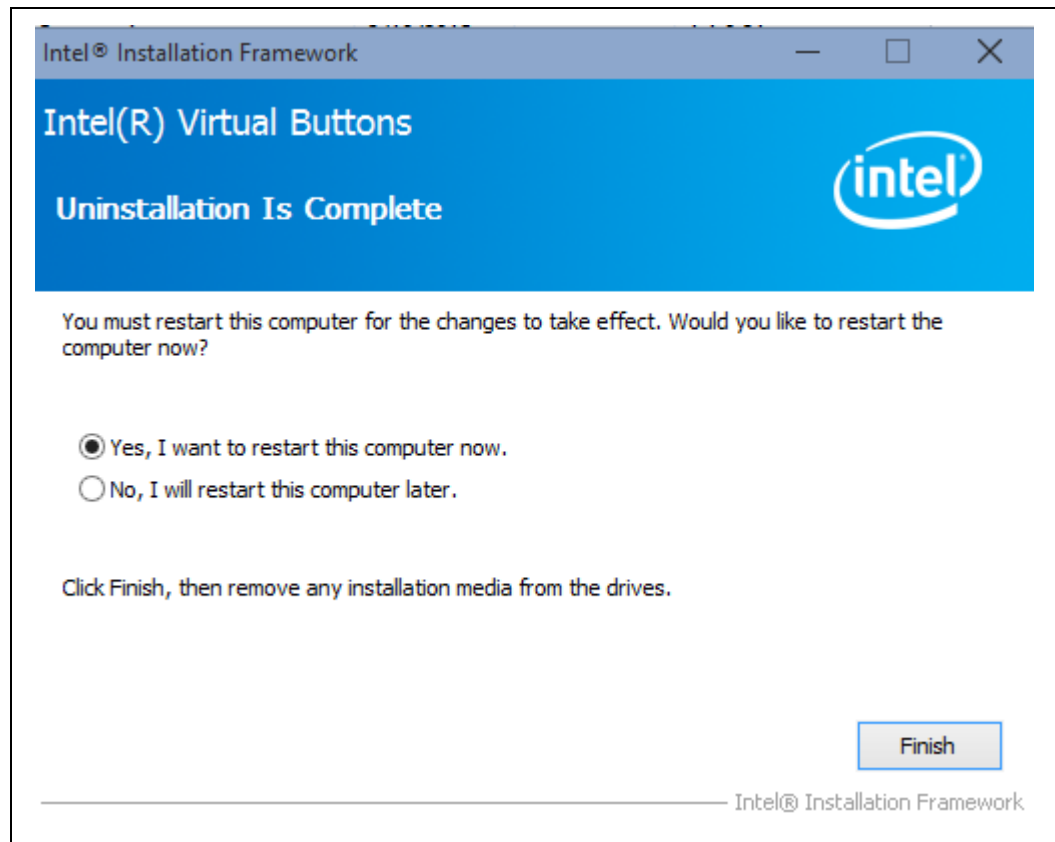 Intel® Installation Framework
Intel(R) Virtual Buttons
intel
Uninstallation Is Complete
You must restart this computer for the changes to take effect. Would you like to restart the
computer now?
Yes, I want to restart this computer now.
No, I will restart this computer later.
Click Finish, then remove any installation media from the drives.
Finish
Intel® Installation Framework